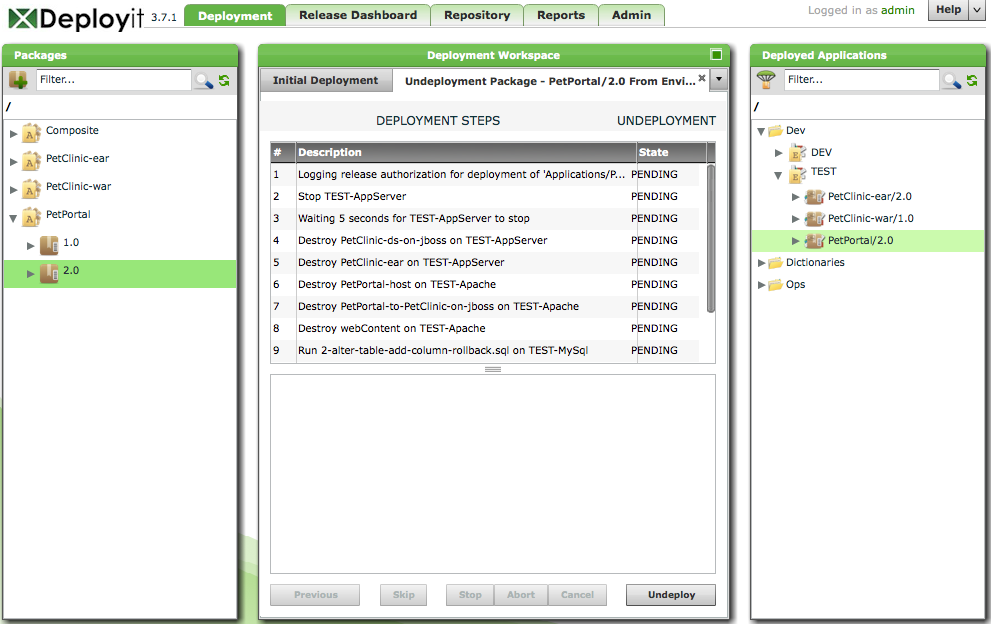 Deployit 3.7.1
Deployment
Release Dashboard
Repository
Reports
Admin
Logged in as admin
Help
Packages
Filter...
/
Composite
PetClinic-ear
PetClinic-war
PetPortal
1.0
2.0
Deployment Workspace
Initial Deployment
Undeployment Package - PetPortal/2.0 From Envi... ×
DEPLOYMENT STEPS
UNDEPLOYMENT
# Description State
1 Logging release authorization for deployment of 'Applications/P... PENDING
2 Stop TEST-AppServer PENDING
3 Waiting 5 seconds for TEST-AppServer to stop PENDING
4 Destroy PetClinic-ds-on-jboss on TEST-AppServer PENDING
5 Destroy PetClinic-ear on TEST-AppServer PENDING
6 Destroy PetPortal-host on TEST-Apache PENDING
7 Destroy PetPortal-to-PetClinic-on-jboss on TEST-Apache PENDING
8 Destroy webContent on TEST-Apache PENDING
9 Run 2-alter-table-add-column-rollback.sql on TEST-MySql PENDING
Previous
Skip
Stop
Abort
Cancel
Undeploy
Deployed Applications
Filter...
/
Dev
DEV
TEST
PetClinic-ear/2.0
PetClinic-war/1.0
PetPortal/2.0
Dictionaries
Ops